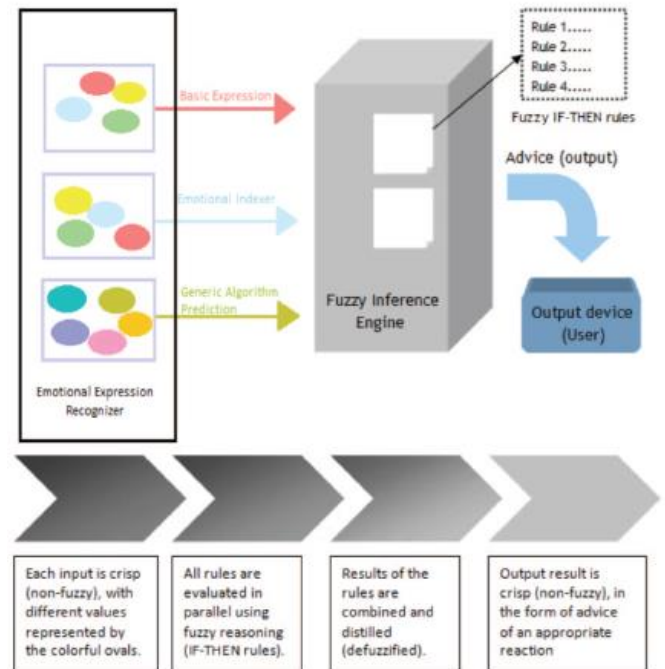 Rule 1.....
Rule 2.....
Rule 3.....
Rule 4.....
Fuzzy IF-THEN rules
Basic Expression
Emotional Indexer
Generic Algorithm
Prediction
Emotional Expression
Recognizer
Fuzzy Inference
Engine
Advice (output)
Output device
(User)
Each input is crisp
(non-fuzzy), with
different values
represented by
the colorful ovals.
All rules are
evaluated in
parallel using
fuzzy reasoning
(IF-THEN rules).
Results of the
rules are
combined and
distilled
(defuzzified).
Output result is
crisp (non-fuzzy), in
the form of advice
of an appropriate
reaction